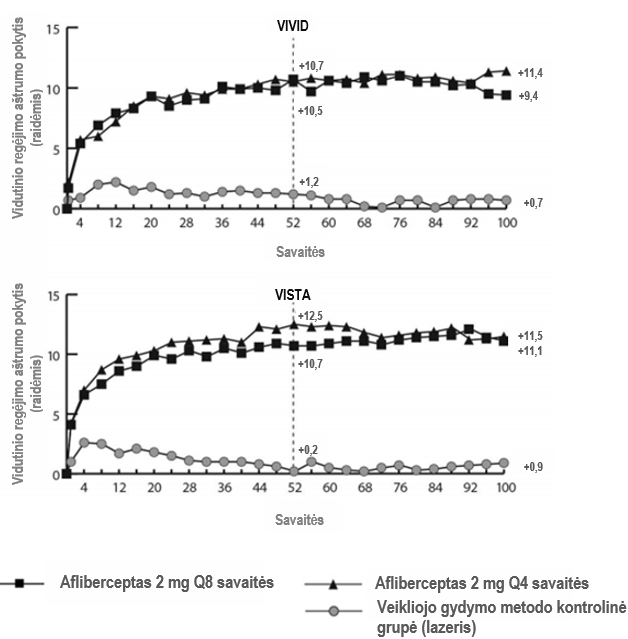 VIVID
Vidutinio regėjimo aštrumo pokytis
(raidėmis)
15
10
5
0
+10,7
+10,5
+1,2
+11,4
+9,4
+0,7
4 12 20 28 36 44 52 60 68 76 84 92 100
Savaitės
VISTA
Vidutinio regėjimo aštrumo pokytis
(raidėmis)
15
10
5
0
+12,5
+10,7
+0,2
+11,5
+11,1
+0,9
4 12 20 28 36 44 52 60 68 76 84 92 100
Savaitės
Afliberceptas 2 mg Q8 savaitės
Afliberceptas 2 mg Q4 savaitės
Veikliojo gydymo metodo kontrolinė
grupė (lazeris)